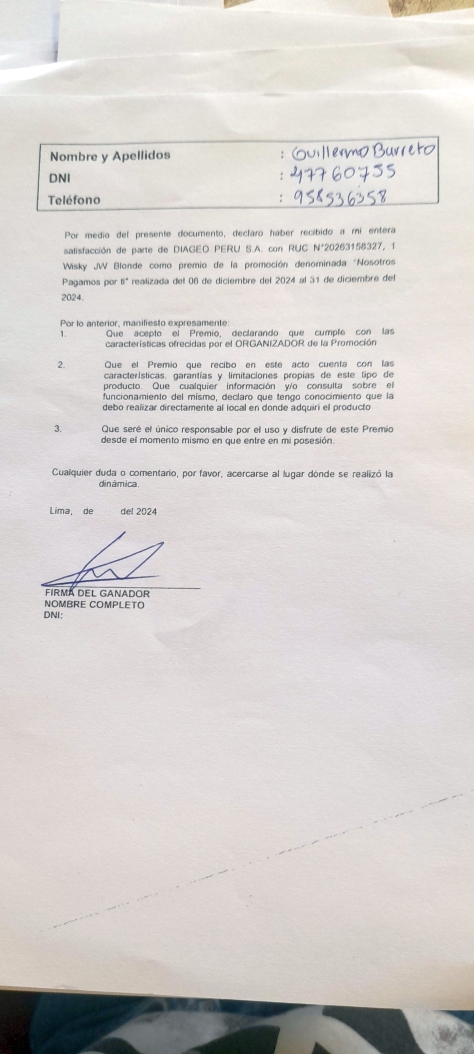 Nombre y Apellidos : Guillermo Barreto
DNI : 47760755
Teléfono : 958536358
Por medio del presente documento, declaro haber recibido a mi entera
satisfacción de parte de DIAGEO PERU S.A. con RUC N°20263158327, 1
Wisky JW Blonde como premio de la promoción denominada "Nosotros
Pagamos por ti" realizada del 06 de diciembre del 2024 al 31 de diciembre del
2024.
Por lo anterior, manifiesto expresamente:
1. Que acepto el Premio, declarando que cumple con las
características ofrecidas por el ORGANIZADOR de la Promoción
2. Que el Premio que recibo en este acto cuenta con las
características, garantías y limitaciones propias de este tipo de
producto. Que cualquier información y/o consulta sobre el
funcionamiento del mismo, declaro que tengo conocimiento que la
debo realizar directamente al local en donde adquirí el producto
3. Que seré el único responsable por el uso y disfrute de este Premio
desde el momento mismo en que entre en mi posesión.
Cualquier duda o comentario, por favor, acercarse al lugar dónde se realizó la
dinámica.
Lima, de del 2024
FIRMA DEL GANADOR
NOMBRE COMPLETO
DNI: